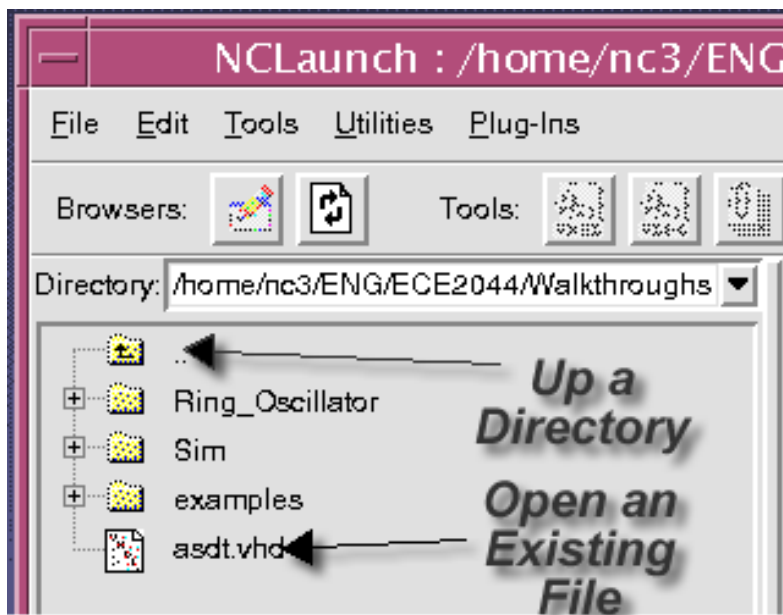 NCLaunch : /home/nc3/ENG
File Edit Tools Utilities Plug-Ins
Browsers: Tools:
Directory: /home/nc3/ENG/ECE2044/Walkthroughs
..
Ring_Oscillator
Sim
examples
asdt.vhd
Up a
Directory
Open an
Existing
File